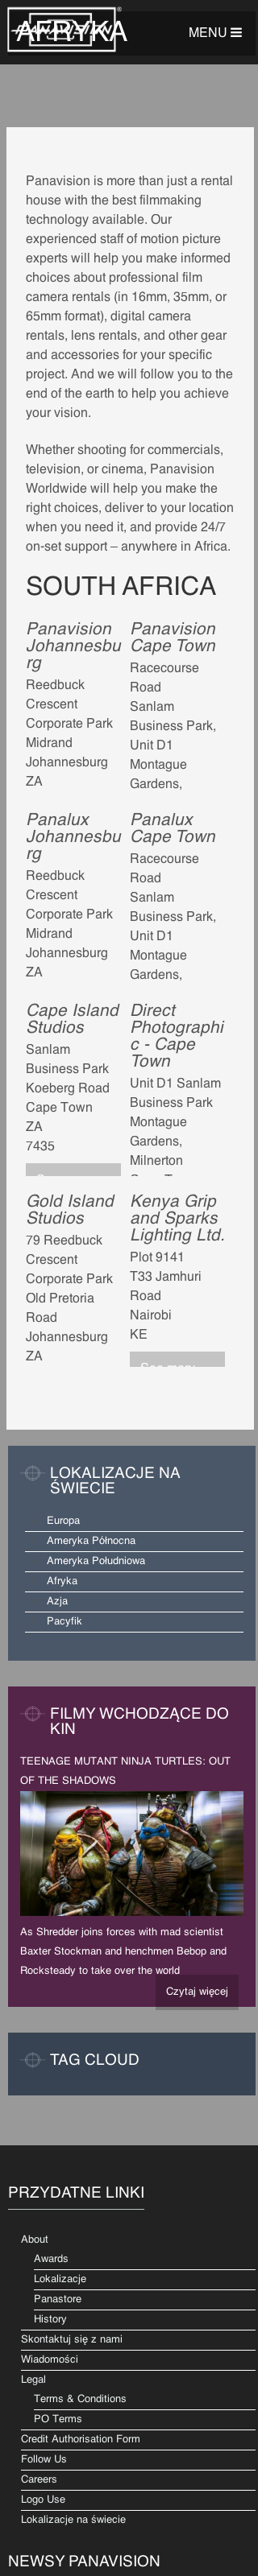 PANAVISION®
AFRYKA
MENU
Panavision is more than just a rental
house with the best filmmaking
technology available. Our
experienced staff of motion picture
experts will help you make informed
choices about professional film
camera rentals (in 16mm, 35mm, or
65mm format), digital camera
rentals, lens rentals, and other gear
and accessories for your specific
project. And we will follow you to the
end of the earth to help you achieve
your vision.
Whether shooting for commercials,
television, or cinema, Panavision
Worldwide will help you make the
right choices, deliver to your location
when you need it, and provide 24/7
on-set support – anywhere in Africa.
SOUTH AFRICA
Panavision
Johannesbu
rg
Reedbuck
Crescent
Corporate Park
Midrand
Johannesburg
ZA
Panavision
Cape Town
Racecourse
Road
Sanlam
Business Park,
Unit D1
Montague
Gardens,
Panalux
Johannesbu
rg
Reedbuck
Crescent
Corporate Park
Midrand
Johannesburg
ZA
Panalux
Cape Town
Racecourse
Road
Sanlam
Business Park,
Unit D1
Montague
Gardens,
Cape Island
Studios
Sanlam
Business Park
Koeberg Road
Cape Town
ZA
7435
Direct
Photographi
c - Cape
Town
Unit D1 Sanlam
Business Park
Montague
Gardens,
Milnerton
Gold Island
Studios
79 Reedbuck
Crescent
Corporate Park
Old Pretoria
Road
Johannesburg
ZA
Kenya Grip
and Sparks
Lighting Ltd.
Plot 9141
T33 Jamhuri
Road
Nairobi
KE
See map:
LOKALIZACJE NA
ŚWIECIE
Europa
Ameryka Północna
Ameryka Południowa
Afryka
Azja
Pacyfik
FILMY WCHODZĄCE DO
KIN
TEENAGE MUTANT NINJA TURTLES: OUT
OF THE SHADOWS
As Shredder joins forces with mad scientist
Baxter Stockman and henchmen Bebop and
Rocksteady to take over the world
Czytaj więcej
TAG CLOUD
PRZYDATNE LINKI
About
Awards
Lokalizacje
Panastore
History
Skontaktuj się z nami
Wiadomości
Legal
Terms & Conditions
PO Terms
Credit Authorisation Form
Follow Us
Careers
Logo Use
Lokalizacje na świecie
NEWSY PANAVISION